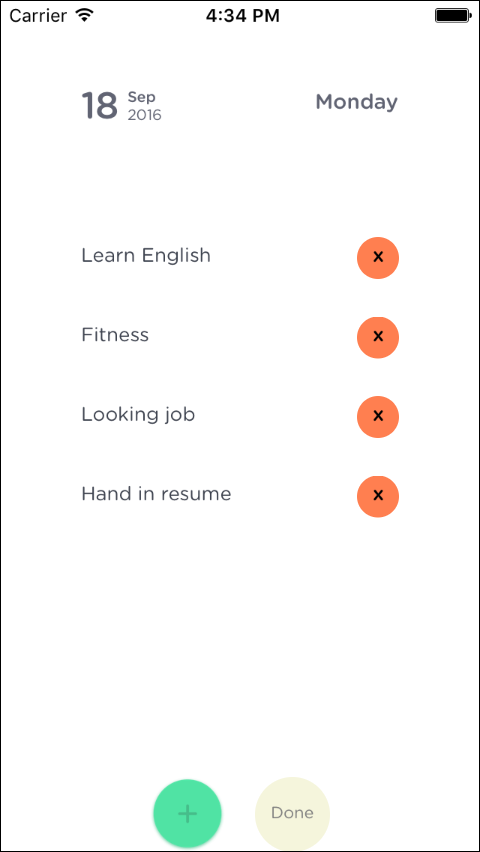 Carrier 4:34 PM
18 Sep 2016 Monday
Learn English x
Fitness x
Looking job x
Hand in resume x
+ Done